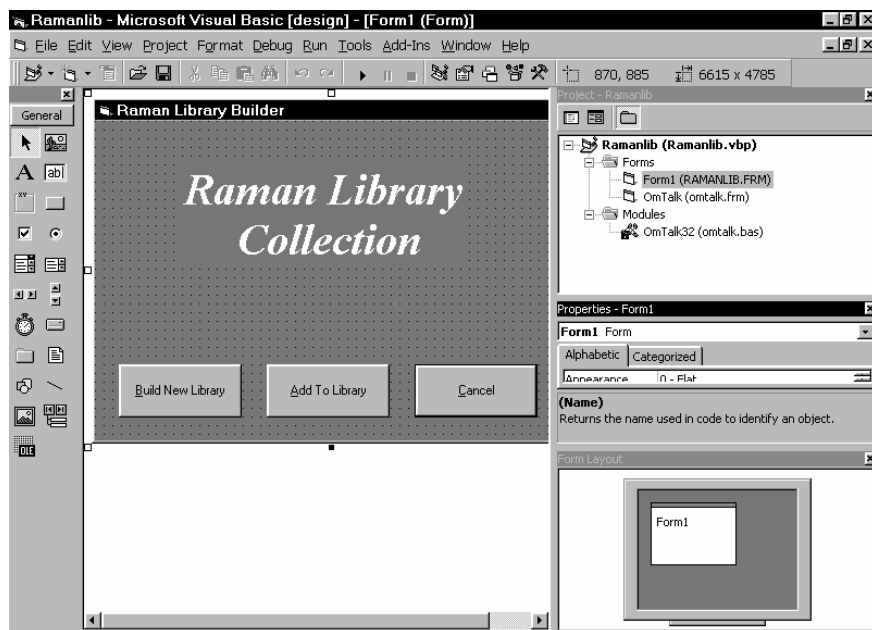 Ramanlib - Microsoft Visual Basic [design] - [Form1 (Form)]
File Edit View Project Format Debug Run Tools Add-Ins Window Help
870, 885 6615 x 4785
General
A ab|
xv
OLE
Raman Library Builder
Raman Library
Collection
Build New Library Add To Library Cancel
Project - Ramanlib
Ramanlib (Ramanlib.vbp)
Forms
Form1 (RAMANLIB.FRM)
OmTalk (omtalk.frm)
Modules
OmTalk32 (omtalk.bas)
Properties - Form1
Form1 Form
Alphabetic Categorized
Appearance 0 - Flat
(Name)
Returns the name used in code to identify an object.
Form Layout
Form1